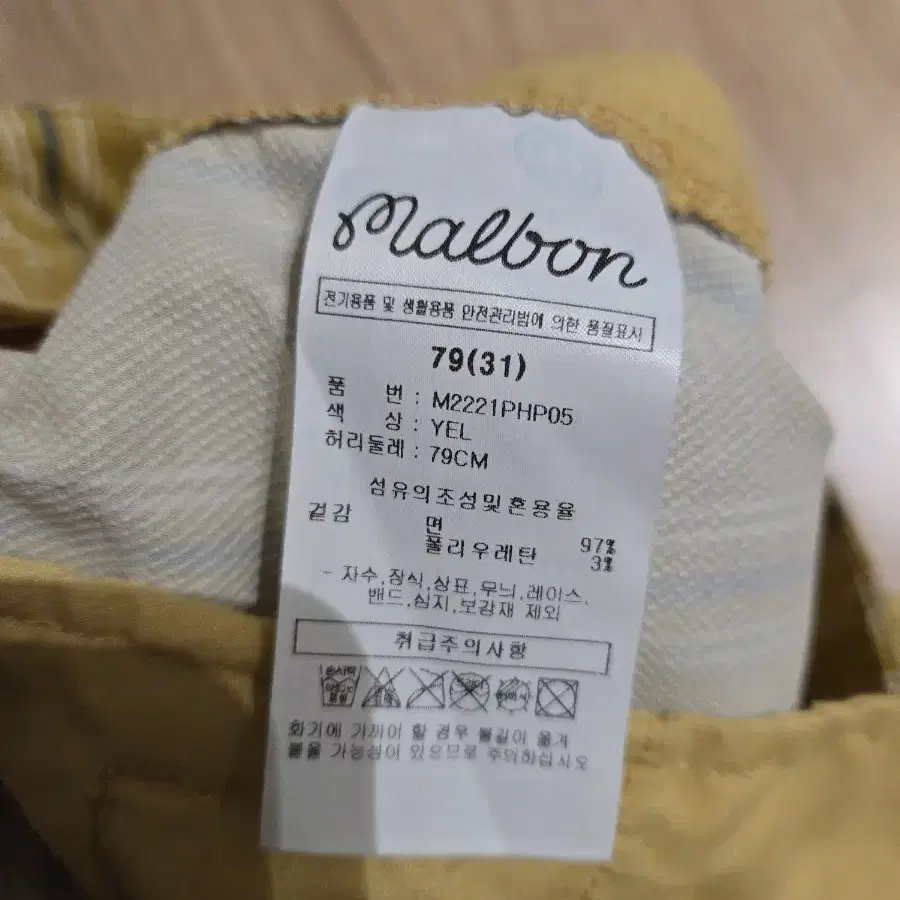 malbon
전기용품 및 생활용품 안전관리법에 의한 품질표시
79(31)
품 번 : M2221PHP05
색 상 : YEL
허리둘레 : 79CM
섬유의조성및혼용율
겉감 면 97%
폴리우레탄 3%
- 자수,장식,상표,무늬,레이스,
밴드,심지,보강재 제외
취급주의사항
손세탁
화기에 가까이 할 경우 불길이 옮겨
붙을 가능성이 있으므로 주의하십시오